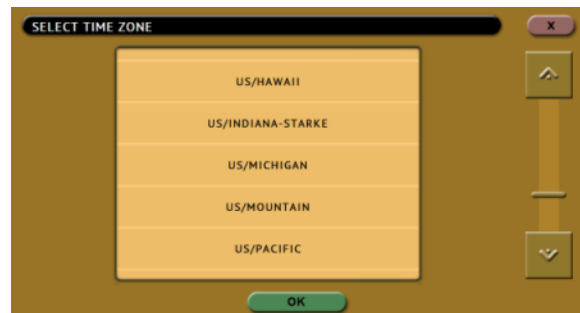 SELECT TIME ZONE
X
US/HAWAII
US/INDIANA-STARKE
US/MICHIGAN
US/MOUNTAIN
US/PACIFIC
OK